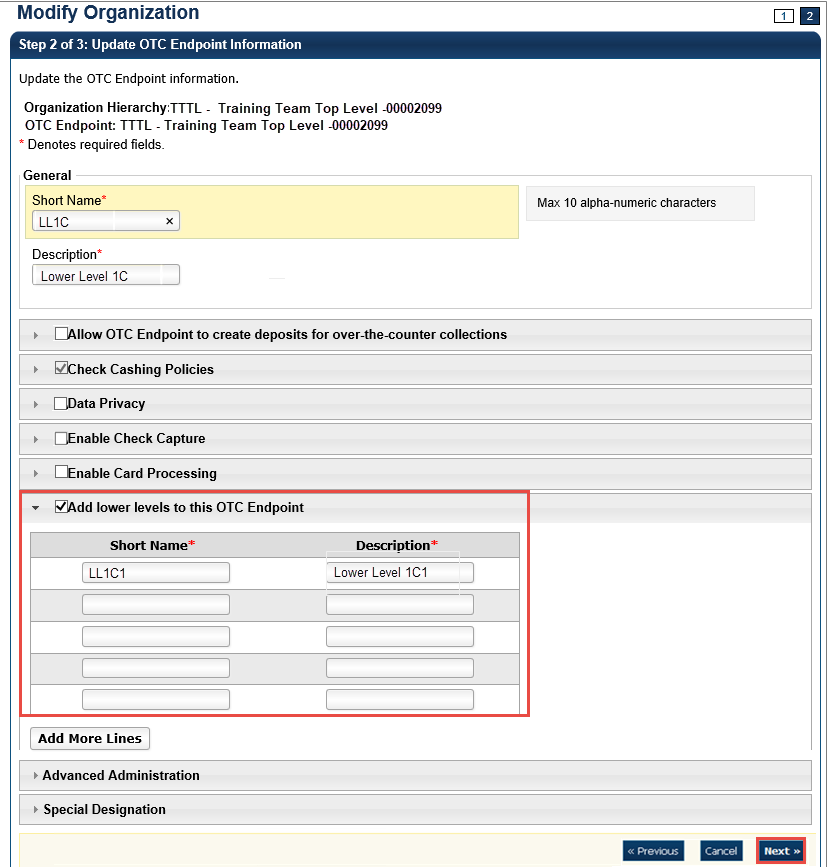 Modify Organization
1 2
Step 2 of 3: Update OTC Endpoint Information
Update the OTC Endpoint information.
Organization Hierarchy:TTTL - Training Team Top Level -00002099
OTC Endpoint: TTTL - Training Team Top Level -00002099
* Denotes required fields.
General
Short Name*
LL1C ×
Max 10 alpha-numeric characters
Description*
Lower Level 1C
Allow OTC Endpoint to create deposits for over-the-counter collections
Check Cashing Policies
Data Privacy
Enable Check Capture
Enable Card Processing
Add lower levels to this OTC Endpoint
Short Name* Description*
LL1C1 Lower Level 1C1
Add More Lines
Advanced Administration
Special Designation
« Previous Cancel Next »